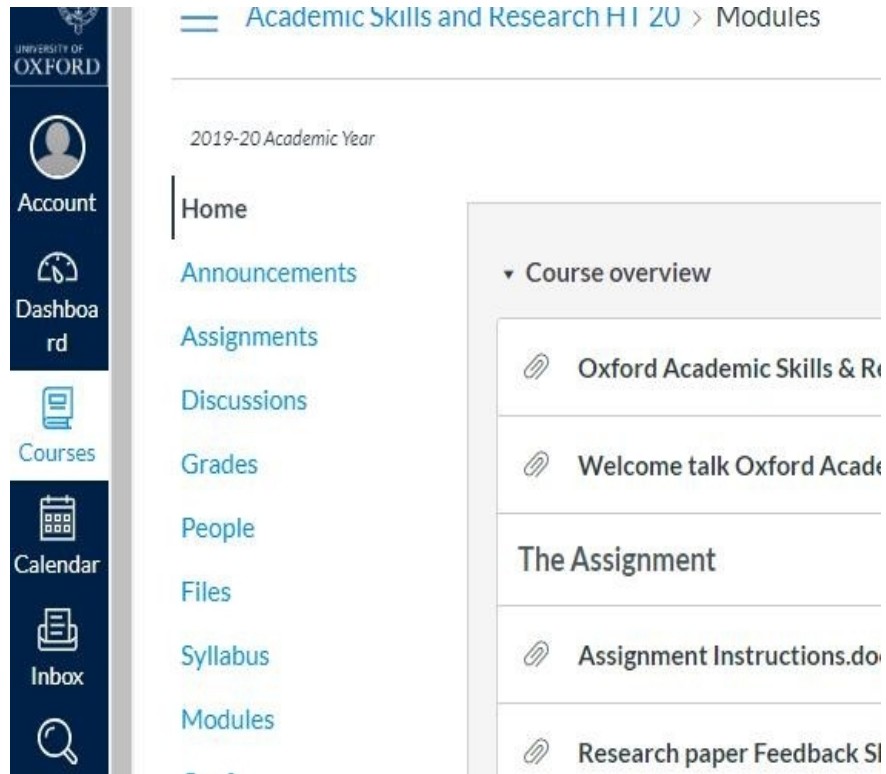 UNIVERSITY OF
OXFORD
Account
Dashboa
rd
Courses
Calendar
Inbox
Academic Skills and Research HT 20 > Modules
2019-20 Academic Year
Home
Announcements
Assignments
Discussions
Grades
People
Files
Syllabus
Modules
Course overview
Oxford Academic Skills & Re
Welcome talk Oxford Acade
The Assignment
Assignment Instructions.do
Research paper Feedback S